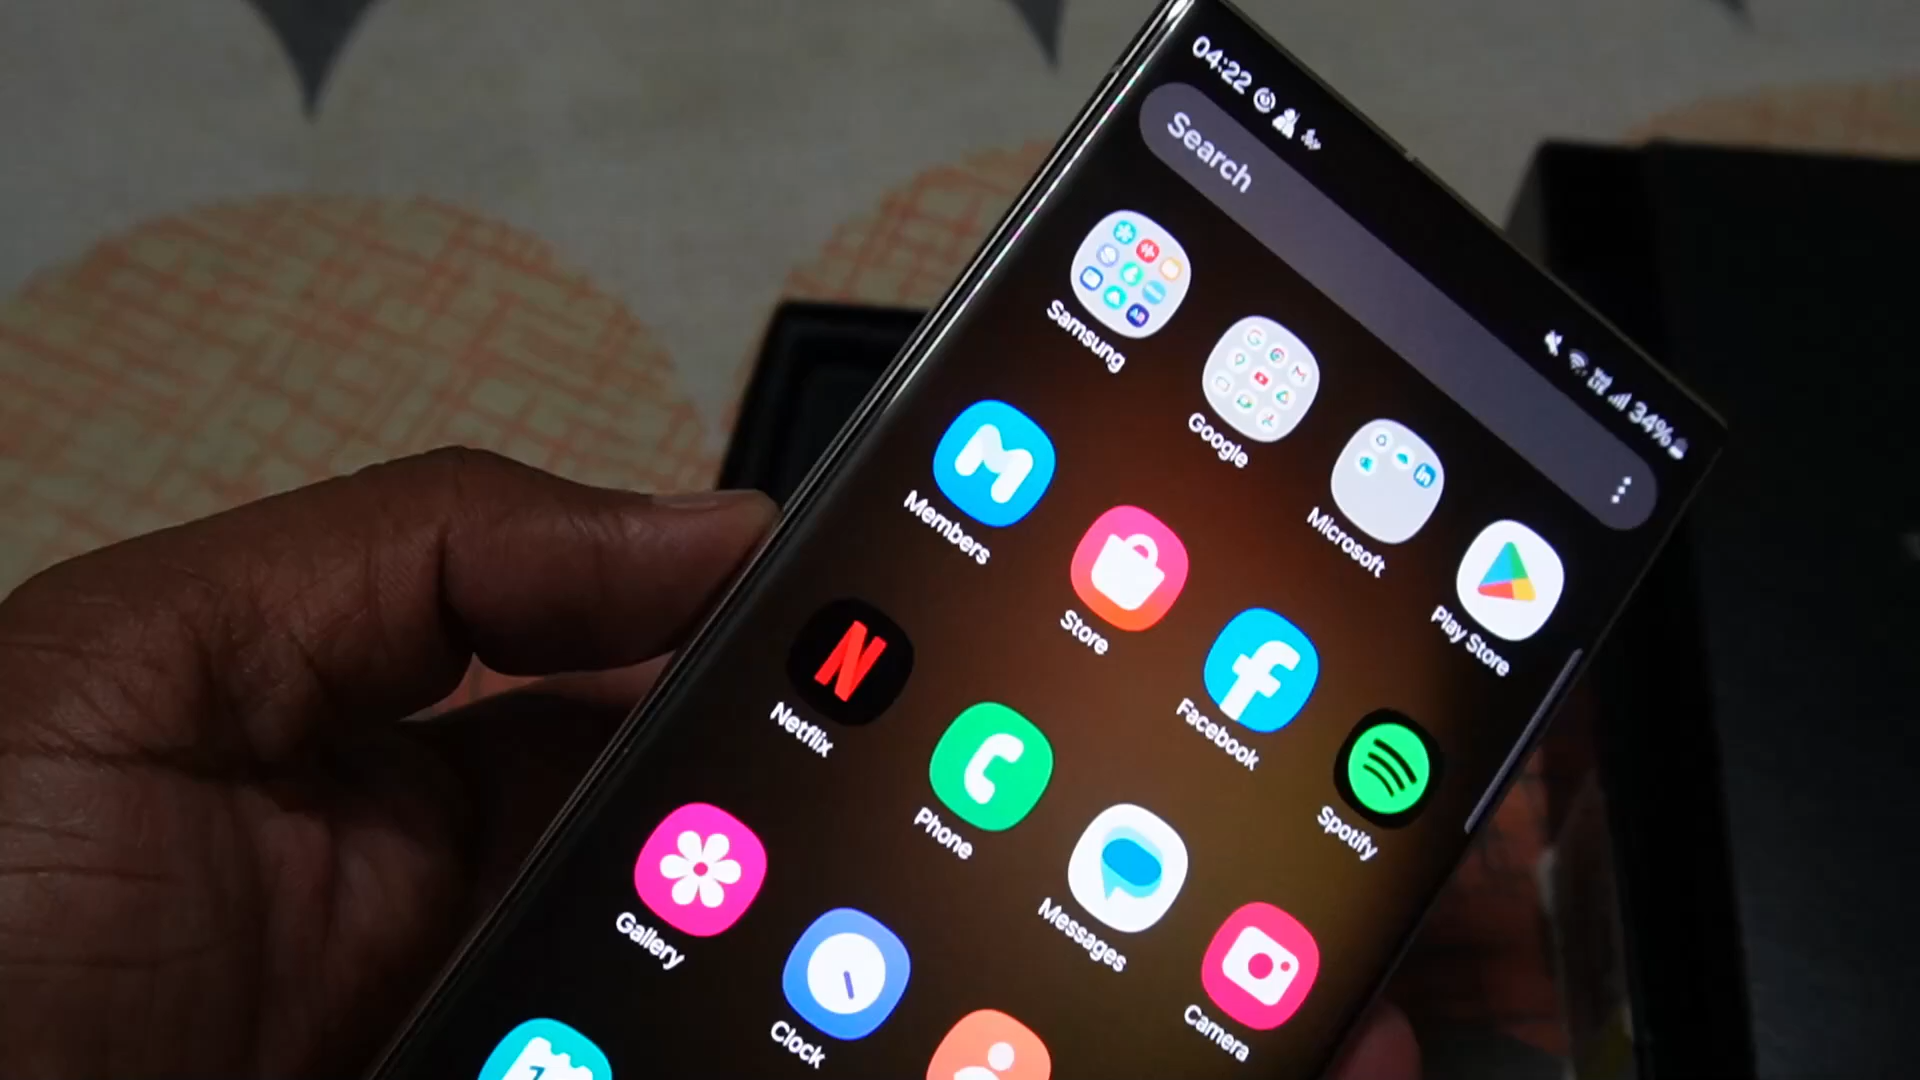 04:22
34%
Search
Samsung
Google
Microsoft
Play Store
Members
Store
Facebook
Spotify
Netflix
Phone
Messages
Camera
Gallery
Clock